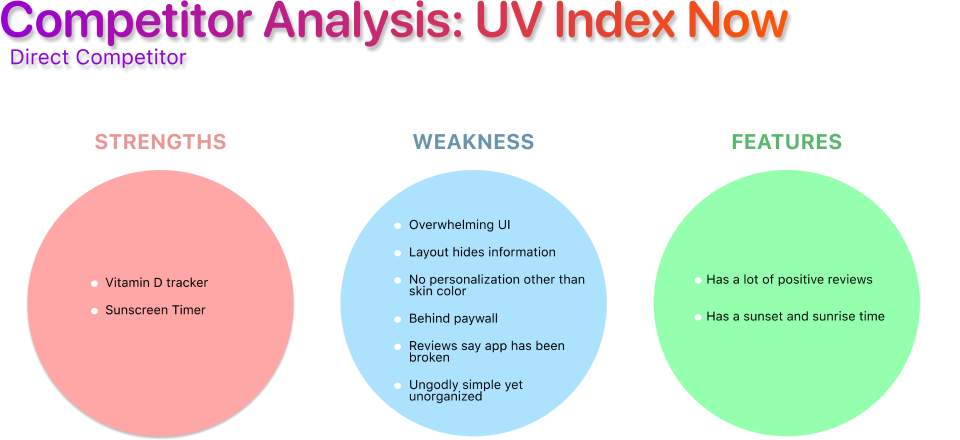 Competitor Analysis: UV Index Now
Direct Competitor
STRENGTHS
Vitamin D tracker
Sunscreen Timer
WEAKNESS
Overwhelming UI
Layout hides information
No personalization other than
skin color
Behind paywall
Reviews say app has been
broken
Ungodly simple yet
unorganized
FEATURES
Has a lot of positive reviews
Has a sunset and sunrise time